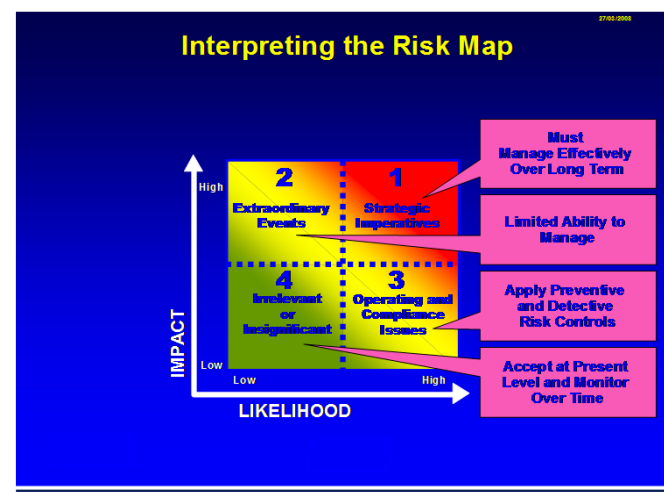 27/03/2003
Interpreting the Risk Map
Must
Manage Effectively
Over Long Term
High
2
1
Extraordinary
Events
Strategic
Imperatives
Limited Ability to
Manage
4
3
Irrelevant
or
Insignificant
Operating and
Compliance
Issues
Apply Preventive
and Detective
Risk Controls
IMPACT
Low
Low
High
Accept at Present
Level and Monitor
Over Time
LIKELIHOOD